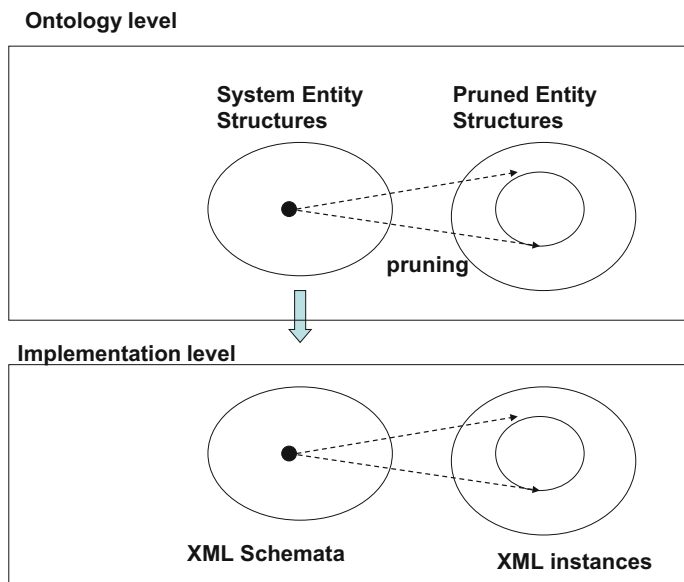 Ontology level
System Entity
Structures
Pruned Entity
Structures
pruning
Implementation level
XML Schemata
XML instances